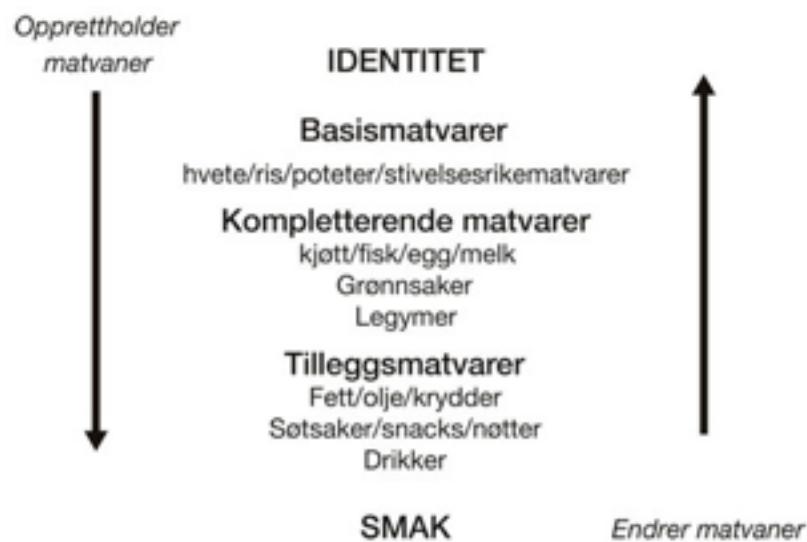 Opprettholder
matvaner
IDENTITET
Basismatvarer
hvete/ris/poteter/stivelsesrikematvarer
Kompletterende matvarer
kjøtt/fisk/egg/melk
Grønnsaker
Legymer
Tilleggsmatvarer
Fett/olje/krydder
Søtsaker/snacks/nøtter
Drikker
SMAK
Endrer matvaner